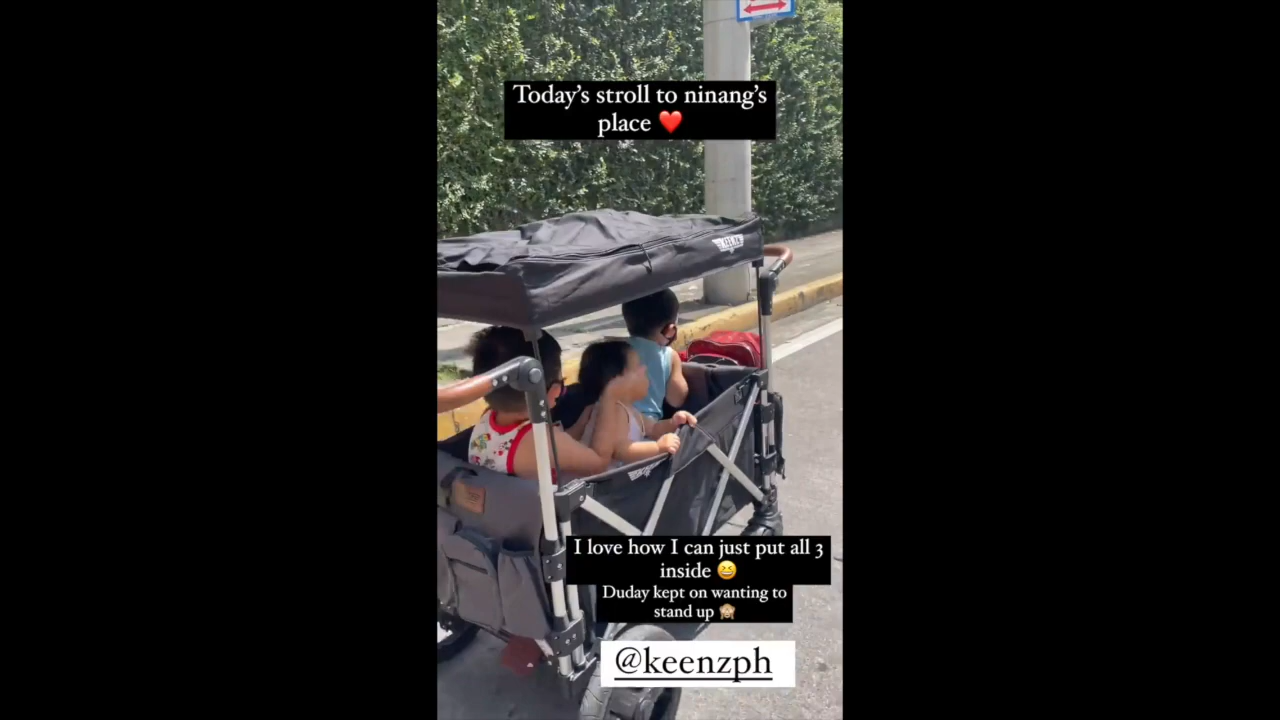 Today's stroll to ninang's
place ❤️
I love how I can just put all 3
inside 😆
Duday kept on wanting to
stand up 🙈
@keenzph